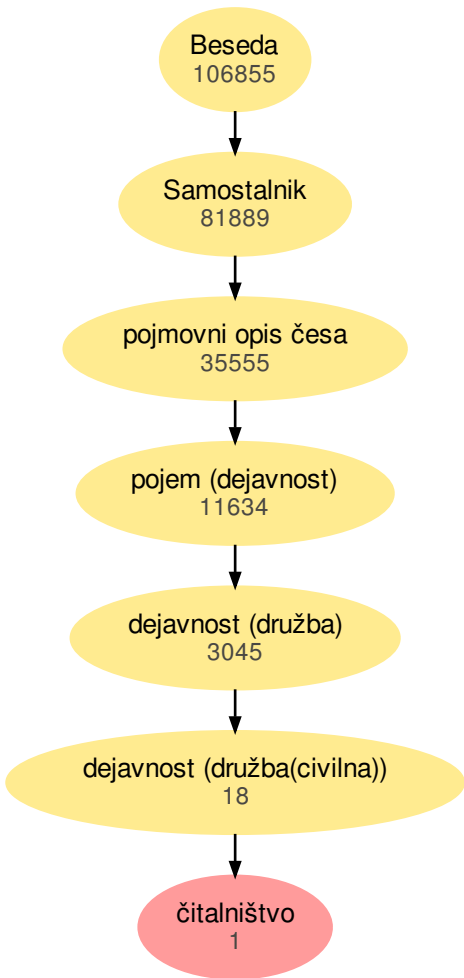 Beseda
106855
Samostalnik
81889
pojmovni opis česa
35555
pojem (dejavnost)
11634
dejavnost (družba)
3045
dejavnost (družba(civilna))
18
čitalništvo
1